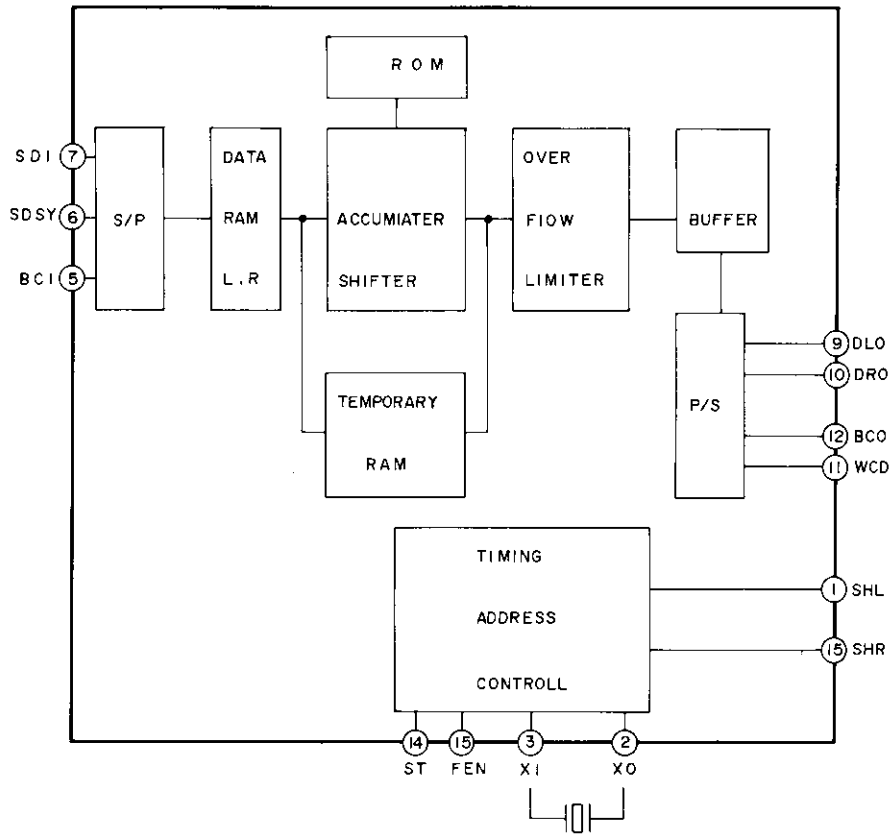 ROM
SDI 7
SDSY 6
BCI 5
S/P
DATA
RAM
L.R
ACCUMIATER
SHIFTER
OVER
FIOW
LIMITER
BUFFER
TEMPORARY
RAM
P/S
9 DLO
10 DRO
12 BCO
11 WCD
TIMING
ADDRESS
CONTROLL
1 SHL
15 SHR
14 15 3 2
ST FEN XI XO